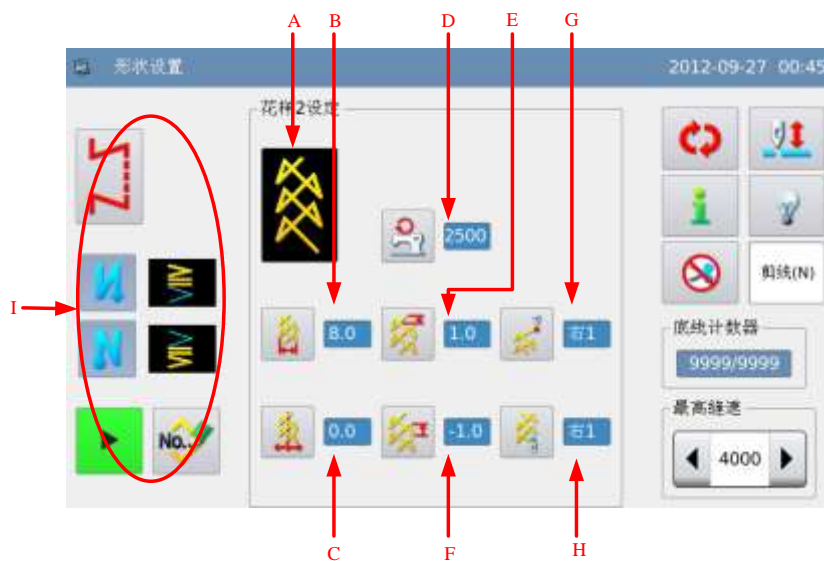 A B D E G
形状设置 2012-09-27 00:45
花样2设定
2500
剪线(N)
I
8.0 1.0 右1
底线计数器
9999/9999
最高缝速
No.
0.0 -1.0 右1
4000
C F H